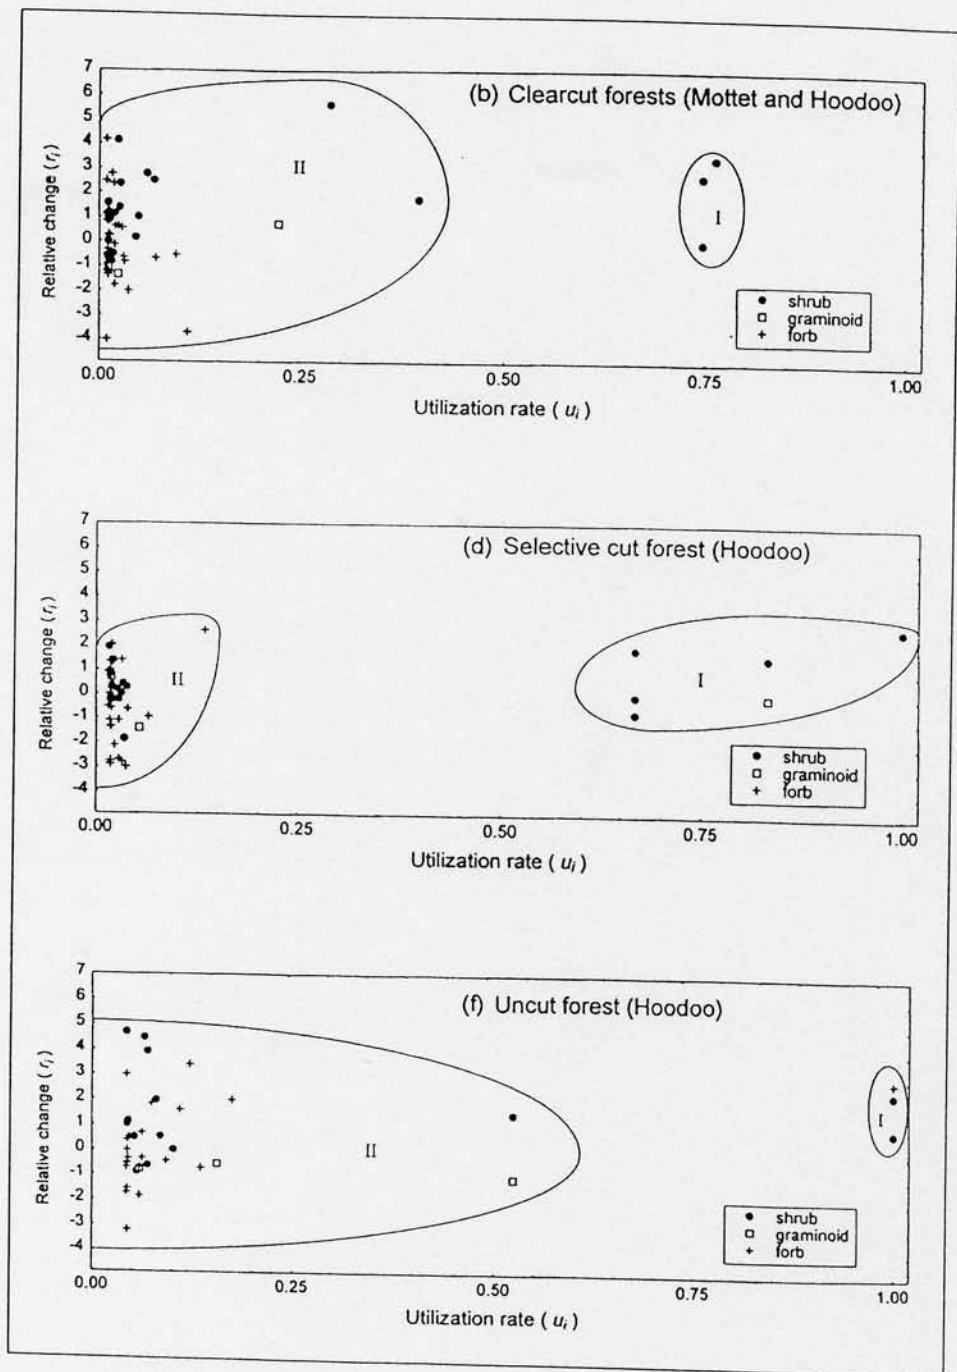 (b) Clearcut forests (Mottet and Hoodoo)
7
6
5
4
3
2
1
0
-1
-2
-3
-4
Relative change (ri)
II
I
shrub
graminoid
forb
0.00
0.25
0.50
0.75
1.00
Utilization rate ( ui )
(d) Selective cut forest (Hoodoo)
7
6
5
4
3
2
1
0
-1
-2
-3
-4
Relative change (ri)
II
I
shrub
graminoid
forb
0.00
0.25
0.50
0.75
1.00
Utilization rate ( ui )
(f) Uncut forest (Hoodoo)
7
6
5
4
3
2
1
0
-1
-2
-3
-4
Relative change (ri)
II
I
shrub
graminoid
forb
0.00
0.25
0.50
0.75
1.00
Utilization rate ( ui )